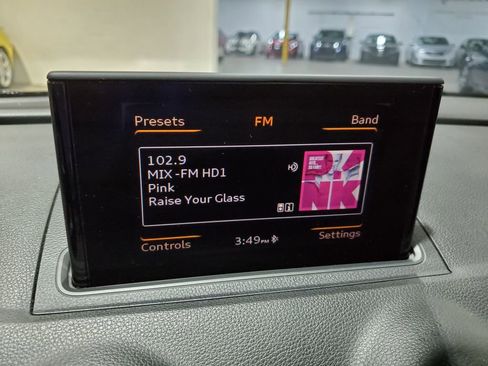 Presets FM Band
102.9
MIX-FM HD1
Pink
Raise Your Glass
P!NK
Controls 3:49PM Settings